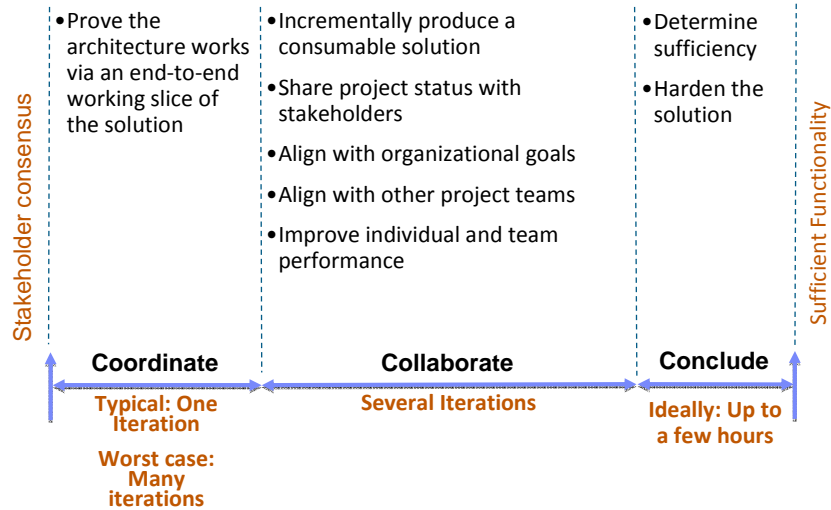 Stakeholder consensus
•Prove the
architecture works
via an end-to-end
working slice of
the solution
•Incrementally produce a
consumable solution
•Share project status with
stakeholders
•Align with organizational goals
•Align with other project teams
•Improve individual and team
performance
•Determine
sufficiency
•Harden the
solution
Sufficient Functionality
Coordinate
Collaborate
Conclude
Typical: One
Iteration
Worst case:
Many
iterations
Several Iterations
Ideally: Up to
a few hours